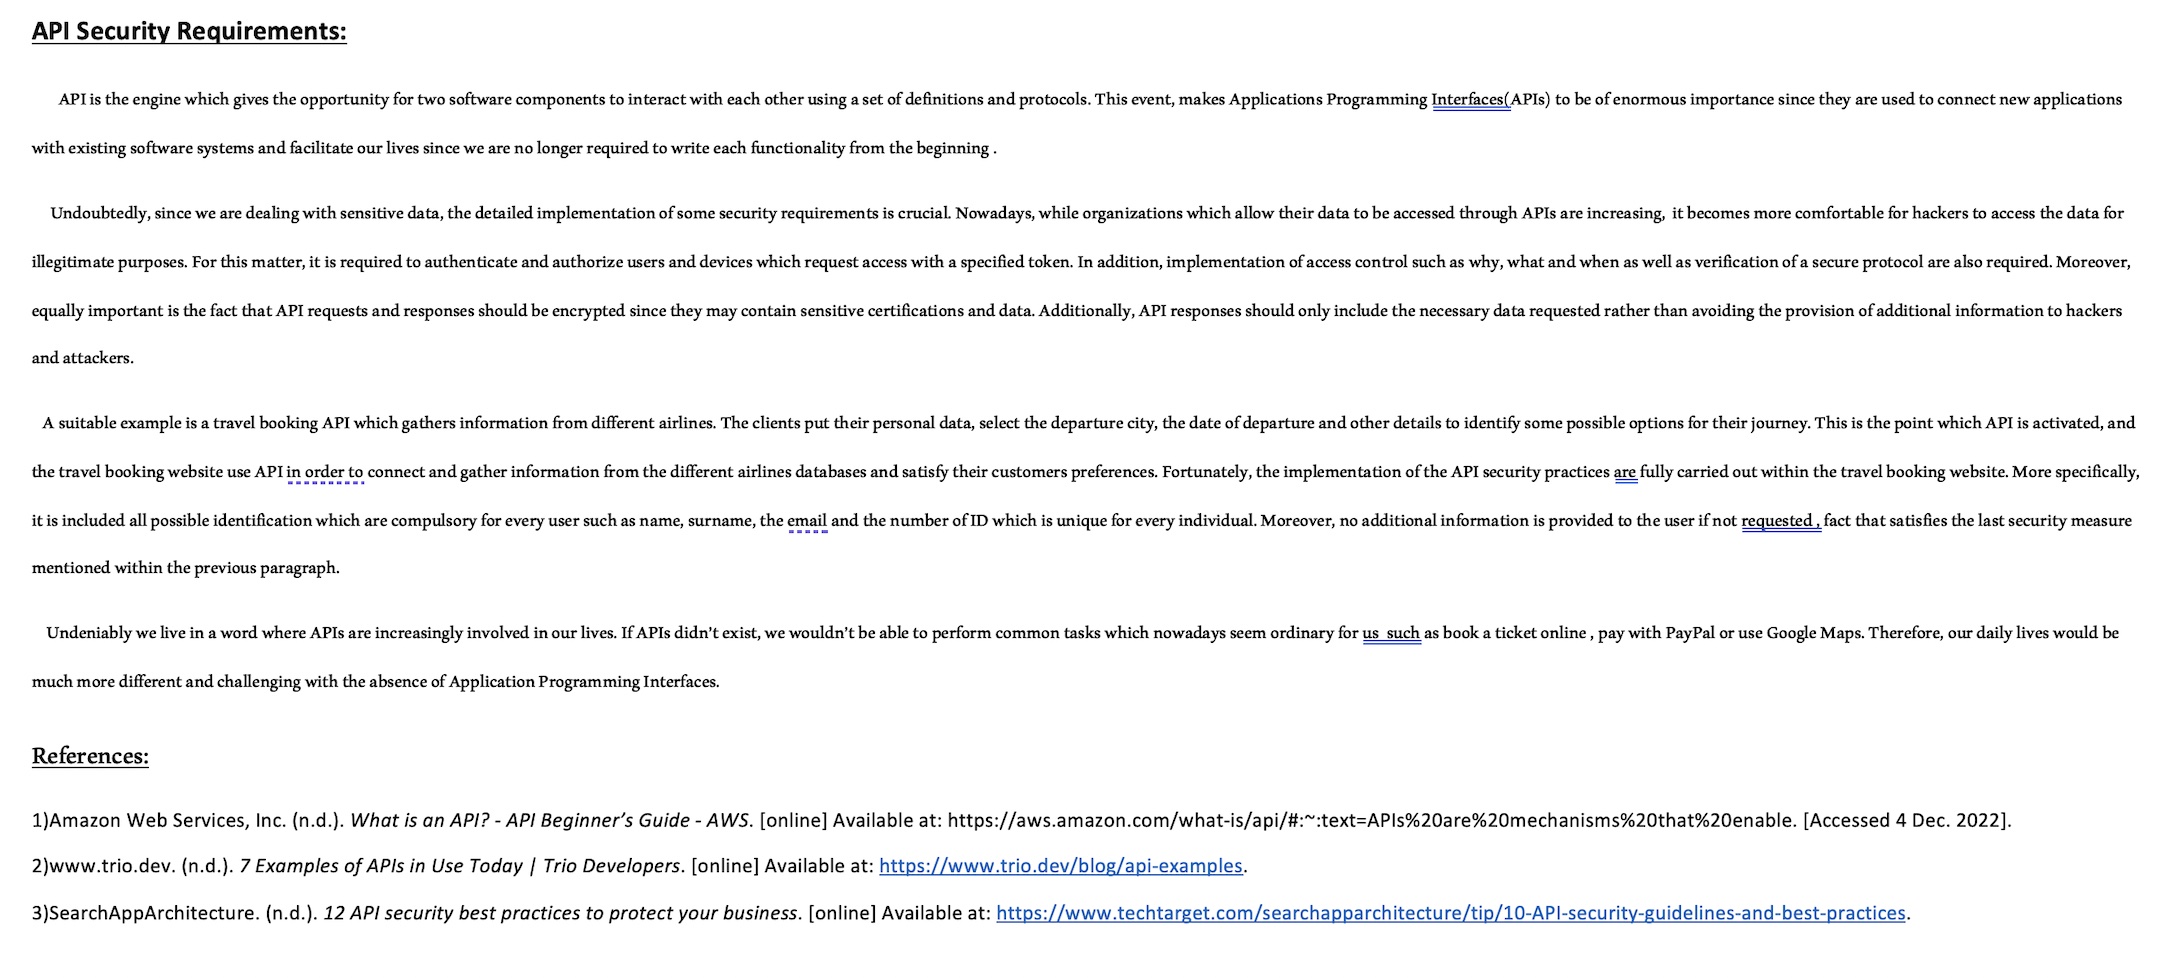 API Security Requirements:
API is the engine which gives the opportunity for two software components to interact with each other using a set of definitions and protocols. This event, makes Applications Programming Interfaces(APIs) to be of enormous importance since they are used to connect new applications
with existing software systems and facilitate our lives since we are no longer required to write each functionality from the beginning .
Undoubtedly, since we are dealing with sensitive data, the detailed implementation of some security requirements is crucial. Nowadays, while organizations which allow their data to be accessed through APIs are increasing, it becomes more comfortable for hackers to access the data for
illegitimate purposes. For this matter, it is required to authenticate and authorize users and devices which request access with a specified token. In addition, implementation of access control such as why, what and when as well as verification of a secure protocol are also required. Moreover,
equally important is the fact that API requests and responses should be encrypted since they may contain sensitive certifications and data. Additionally, API responses should only include the necessary data requested rather than avoiding the provision of additional information to hackers
and attackers.
A suitable example is a travel booking API which gathers information from different airlines. The clients put their personal data, select the departure city, the date of departure and other details to identify some possible options for their journey. This is the point which API is activated, and
the travel booking website use API in order to connect and gather information from the different airlines databases and satisfy their customers preferences. Fortunately, the implementation of the API security practices are fully carried out within the travel booking website. More specifically,
it is included all possible identification which are compulsory for every user such as name, surname, the email and the number of ID which is unique for every individual. Moreover, no additional information is provided to the user if not requested , fact that satisfies the last security measure
mentioned within the previous paragraph.
Undeniably we live in a word where APIs are increasingly involved in our lives. If APIs didn't exist, we wouldn't be able to perform common tasks which nowadays seem ordinary for us such as book a ticket online , pay with PayPal or use Google Maps. Therefore, our daily lives would be
much more different and challenging with the absence of Application Programming Interfaces.
References:
1)Amazon Web Services, Inc. (n.d.). What is an API? - API Beginner's Guide - AWS. [online] Available at: https://aws.amazon.com/what-is/api/#:~:text=APIs%20are%20mechanisms%20that%20enable. [Accessed 4 Dec. 2022].
2)www.trio.dev. (n.d.). 7 Examples of APIs in Use Today | Trio Developers. [online] Available at: https://www.trio.dev/blog/api-examples.
3)SearchAppArchitecture. (n.d.). 12 API security best practices to protect your business. [online] Available at: https://www.techtarget.com/searchapparchitecture/tip/10-API-security-guidelines-and-best-practices.